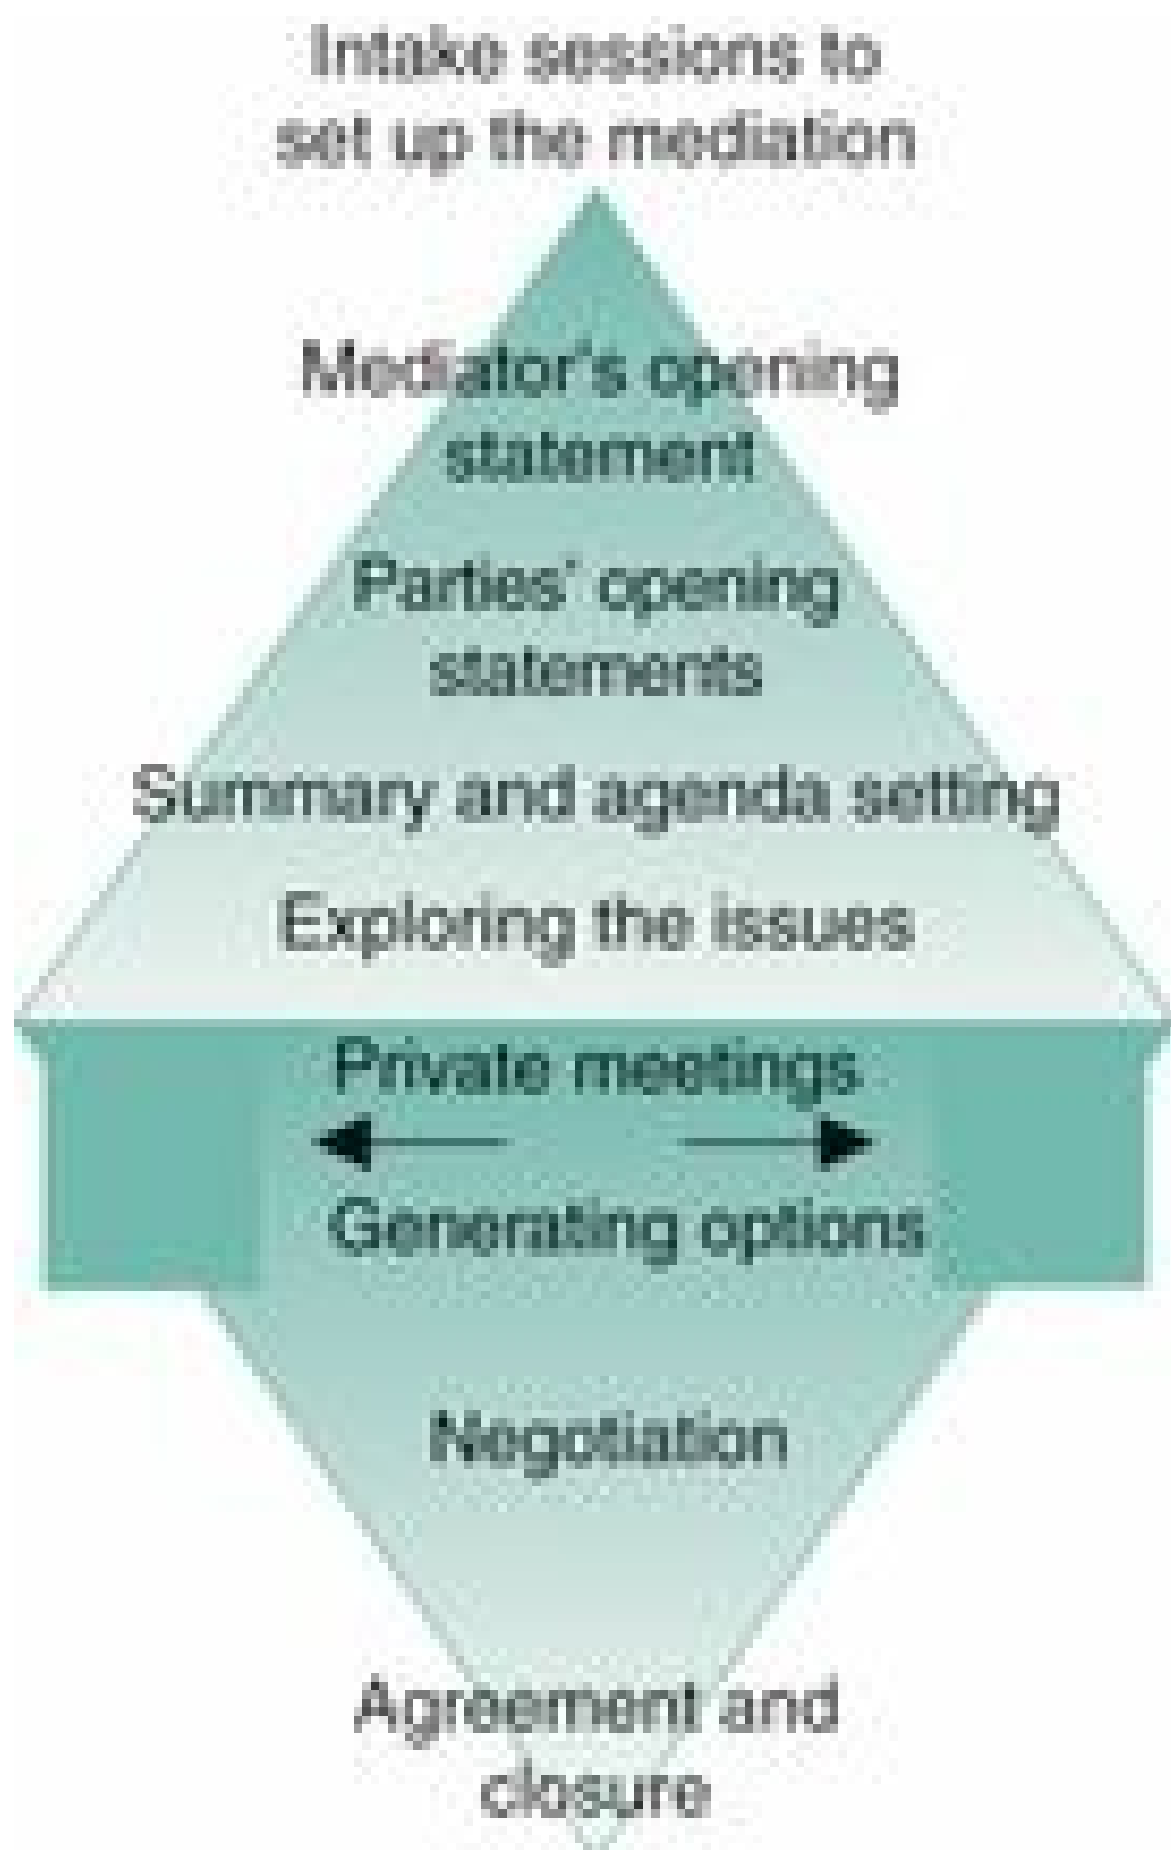 Intake sessions to
set up the mediation
Mediator's opening
statement
Parties' opening
statements
Summary and agenda setting
Exploring the issues
Private meetings
Generating options
Negotiation
Agreement and
closure